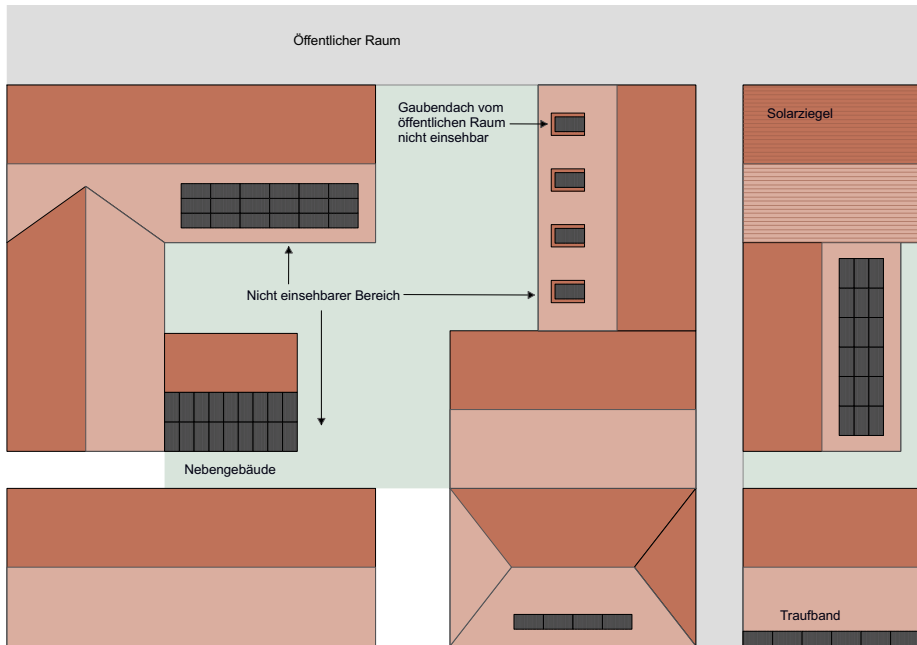 Öffentlicher Raum
Gaubendach vom
öffentlichen Raum
nicht einsehbar
Solarziegel
Nicht einsehbarer Bereich
Nebengebäude
Traufband